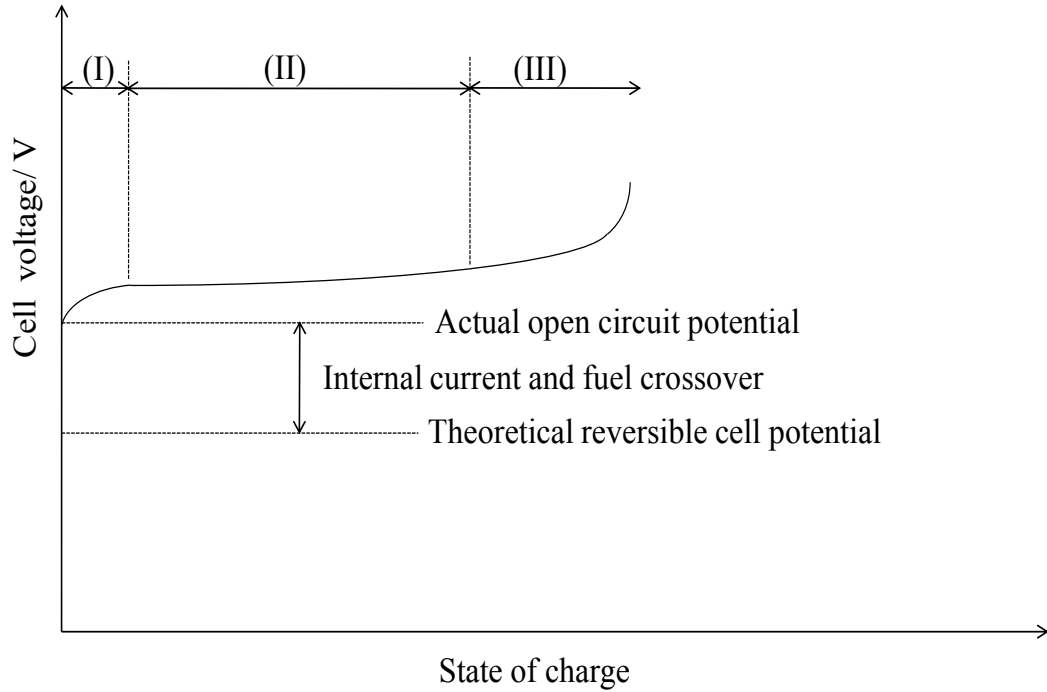 (I)
(II)
(III)
Cell voltage/ V
Actual open circuit potential
Internal current and fuel crossover
Theoretical reversible cell potential
State of charge